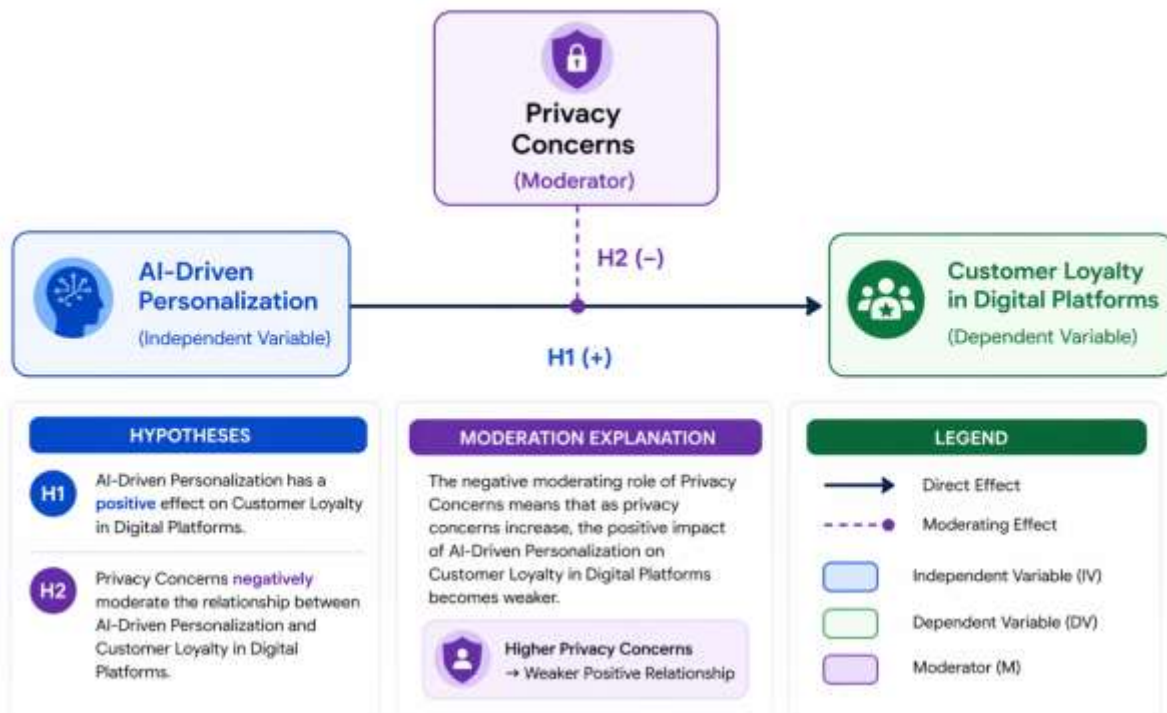 Privacy
Concerns
(Moderator)
AI-Driven
Personalization
(Independent Variable)
H2 (–)
H1 (+)
Customer Loyalty
in Digital Platforms
(Dependent Variable)
HYPOTHESES
H1
AI-Driven Personalization has a
positive effect on Customer Loyalty
in Digital Platforms.
H2
Privacy Concerns negatively
moderate the relationship between
AI-Driven Personalization and
Customer Loyalty in Digital
Platforms.
MODERATION EXPLANATION
The negative moderating role of Privacy
Concerns means that as privacy
concerns increase, the positive impact
of AI-Driven Personalization on
Customer Loyalty in Digital Platforms
becomes weaker.
Higher Privacy Concerns
→ Weaker Positive Relationship
LEGEND
Direct Effect
Moderating Effect
Independent Variable (IV)
Dependent Variable (DV)
Moderator (M)